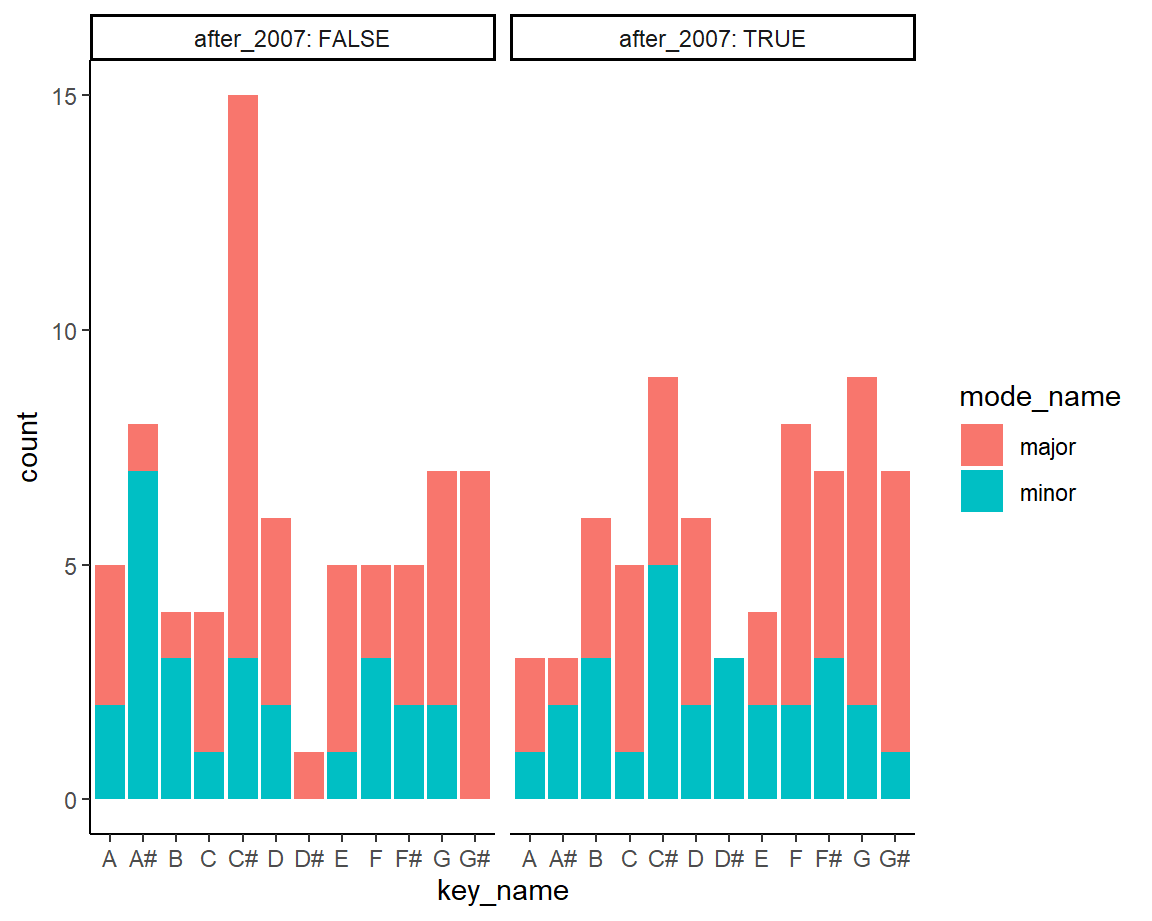 after_2007: FALSE
after_2007: TRUE
15
10
5
0
count
A A# B C C# D D# E F F# G G#
A A# B C C# D D# E F F# G G#
key_name
mode_name
major
minor